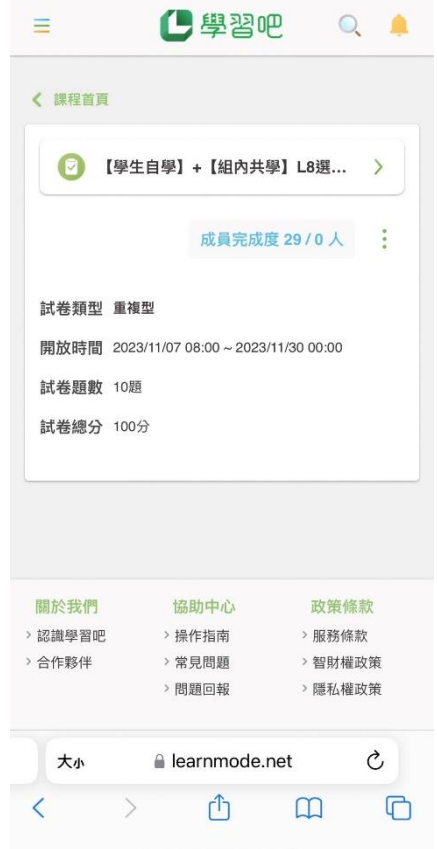 學習吧
課程首頁
【學生自學】+【組內共學】L8選...
成員完成度 29 / 0 人
試卷類型 重複型
開放時間 2023/11/07 08:00 ~ 2023/11/30 00:00
試卷題數 10題
試卷總分 100分
關於我們 協助中心 政策條款
認識學習吧 操作指南 服務條款
合作夥伴 常見問題 智財權政策
問題回報 隱私權政策
大小 learnmode.net